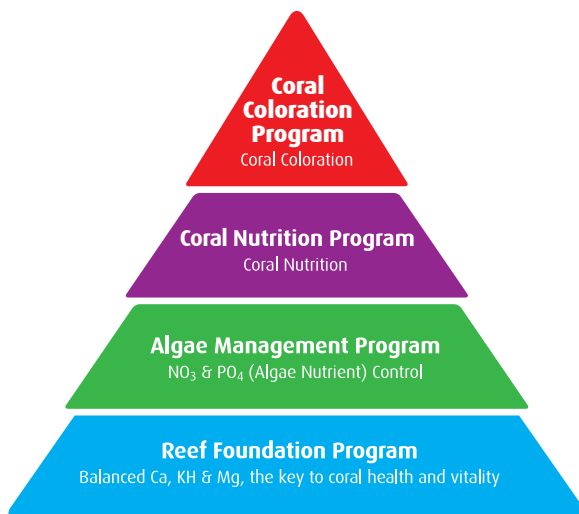 Coral
Coloration
Program
Coral Coloration
Coral Nutrition Program
Coral Nutrition
Algae Management Program
NO₃ & PO₄ (Algae Nutrient) Control
Reef Foundation Program
Balanced Ca, KH & Mg, the key to coral health and vitality